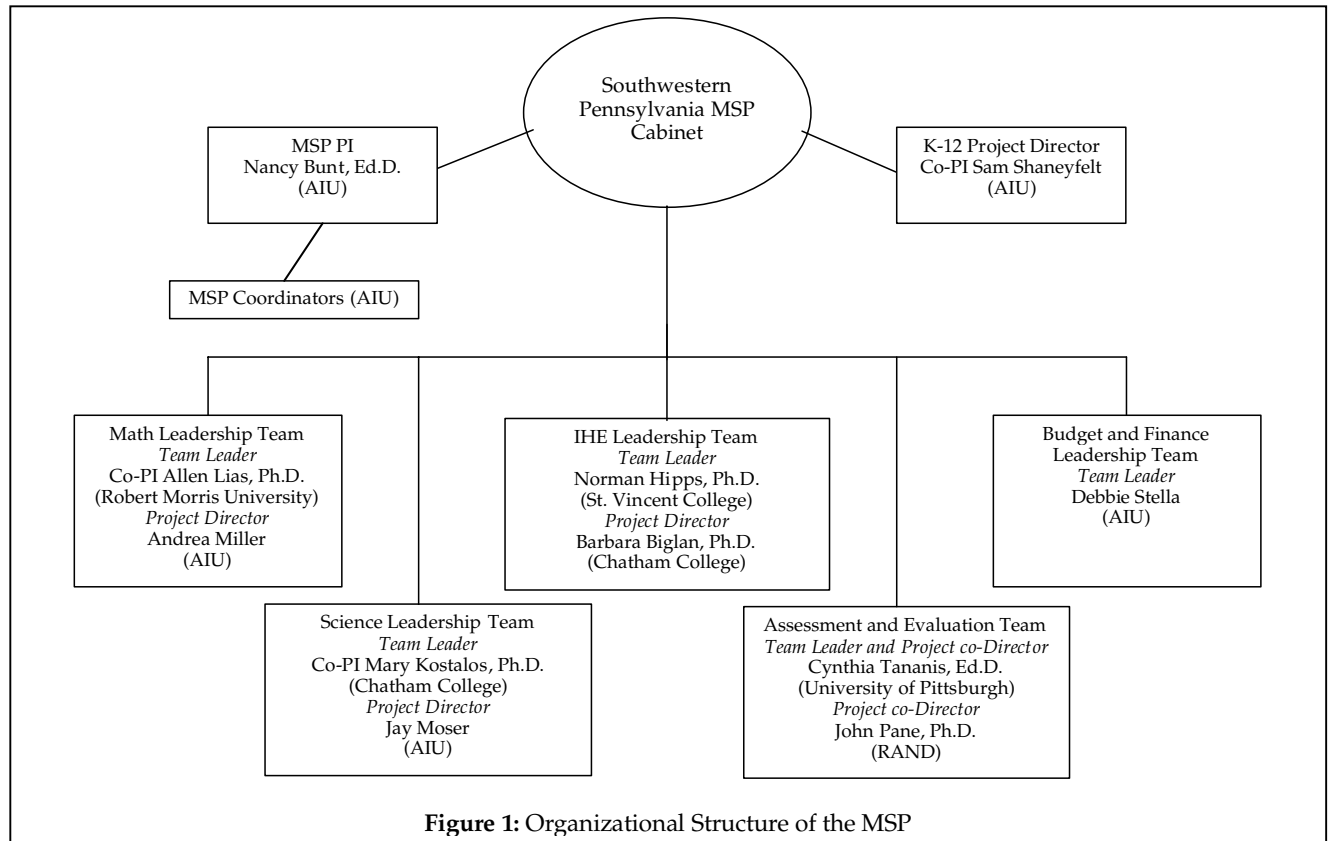 Southwestern
Pennsylvania MSP
Cabinet
MSP PI
Nancy Bunt, Ed.D.
(AIU)
K-12 Project Director
Co-PI Sam Shaneyfelt
(AIU)
MSP Coordinators (AIU)
Math Leadership Team
Team Leader
Co-PI Allen Lias, Ph.D.
(Robert Morris University)
Project Director
Andrea Miller
(AIU)
IHE Leadership Team
Team Leader
Norman Hipps, Ph.D.
(St. Vincent College)
Project Director
Barbara Biglan, Ph.D.
(Chatham College)
Budget and Finance
Leadership Team
Team Leader
Debbie Stella
(AIU)
Science Leadership Team
Team Leader
Co-PI Mary Kostalos, Ph.D.
(Chatham College)
Project Director
Jay Moser
(AIU)
Assessment and Evaluation Team
Team Leader and Project co-Director
Cynthia Tananis, Ed.D.
(University of Pittsburgh)
Project co-Director
John Pane, Ph.D.
(RAND)
Figure 1: Organizational Structure of the MSP